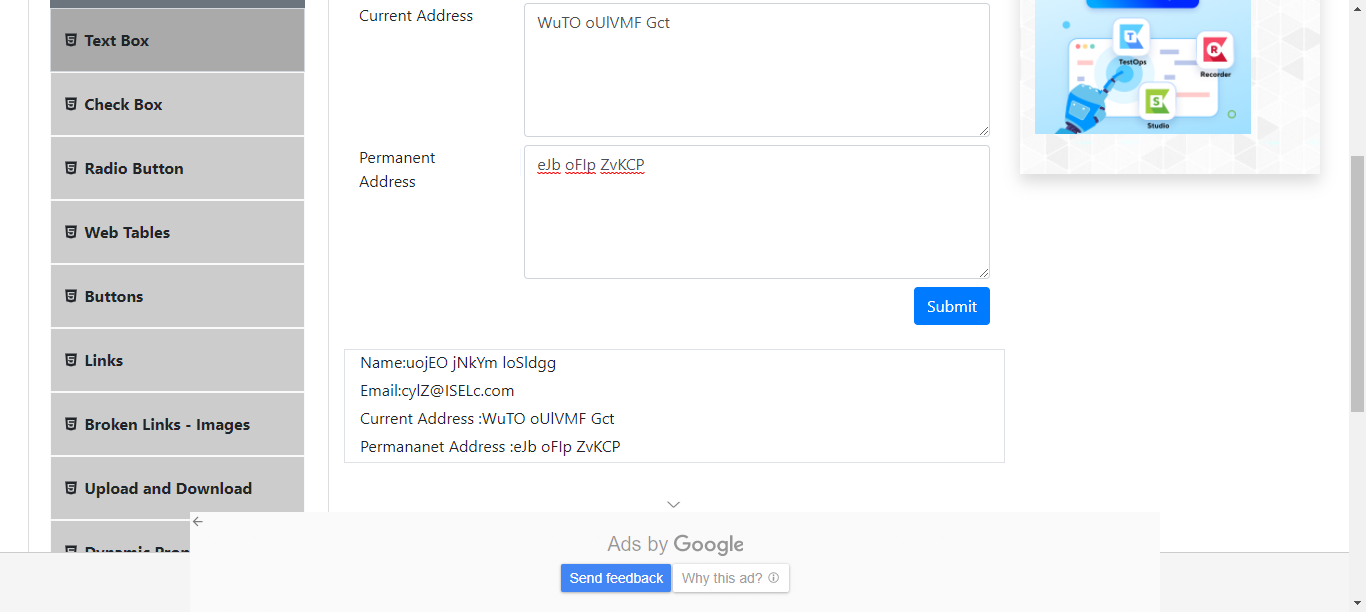 Text Box
Check Box
Radio Button
Web Tables
Buttons
Links
Broken Links - Images
Upload and Download
Current Address
WuTO oUlVMF Gct
Permanent
Address
eJb oFIp ZvKCP
Submit
Name:uojEO jNkYm loSldgg
Email:cylZ@ISELc.com
Current Address :WuTO oUlVMF Gct
Permananet Address :eJb oFIp ZvKCP
TestOps
Recorder
Studio
Ads by Google
Send feedback
Why this ad?